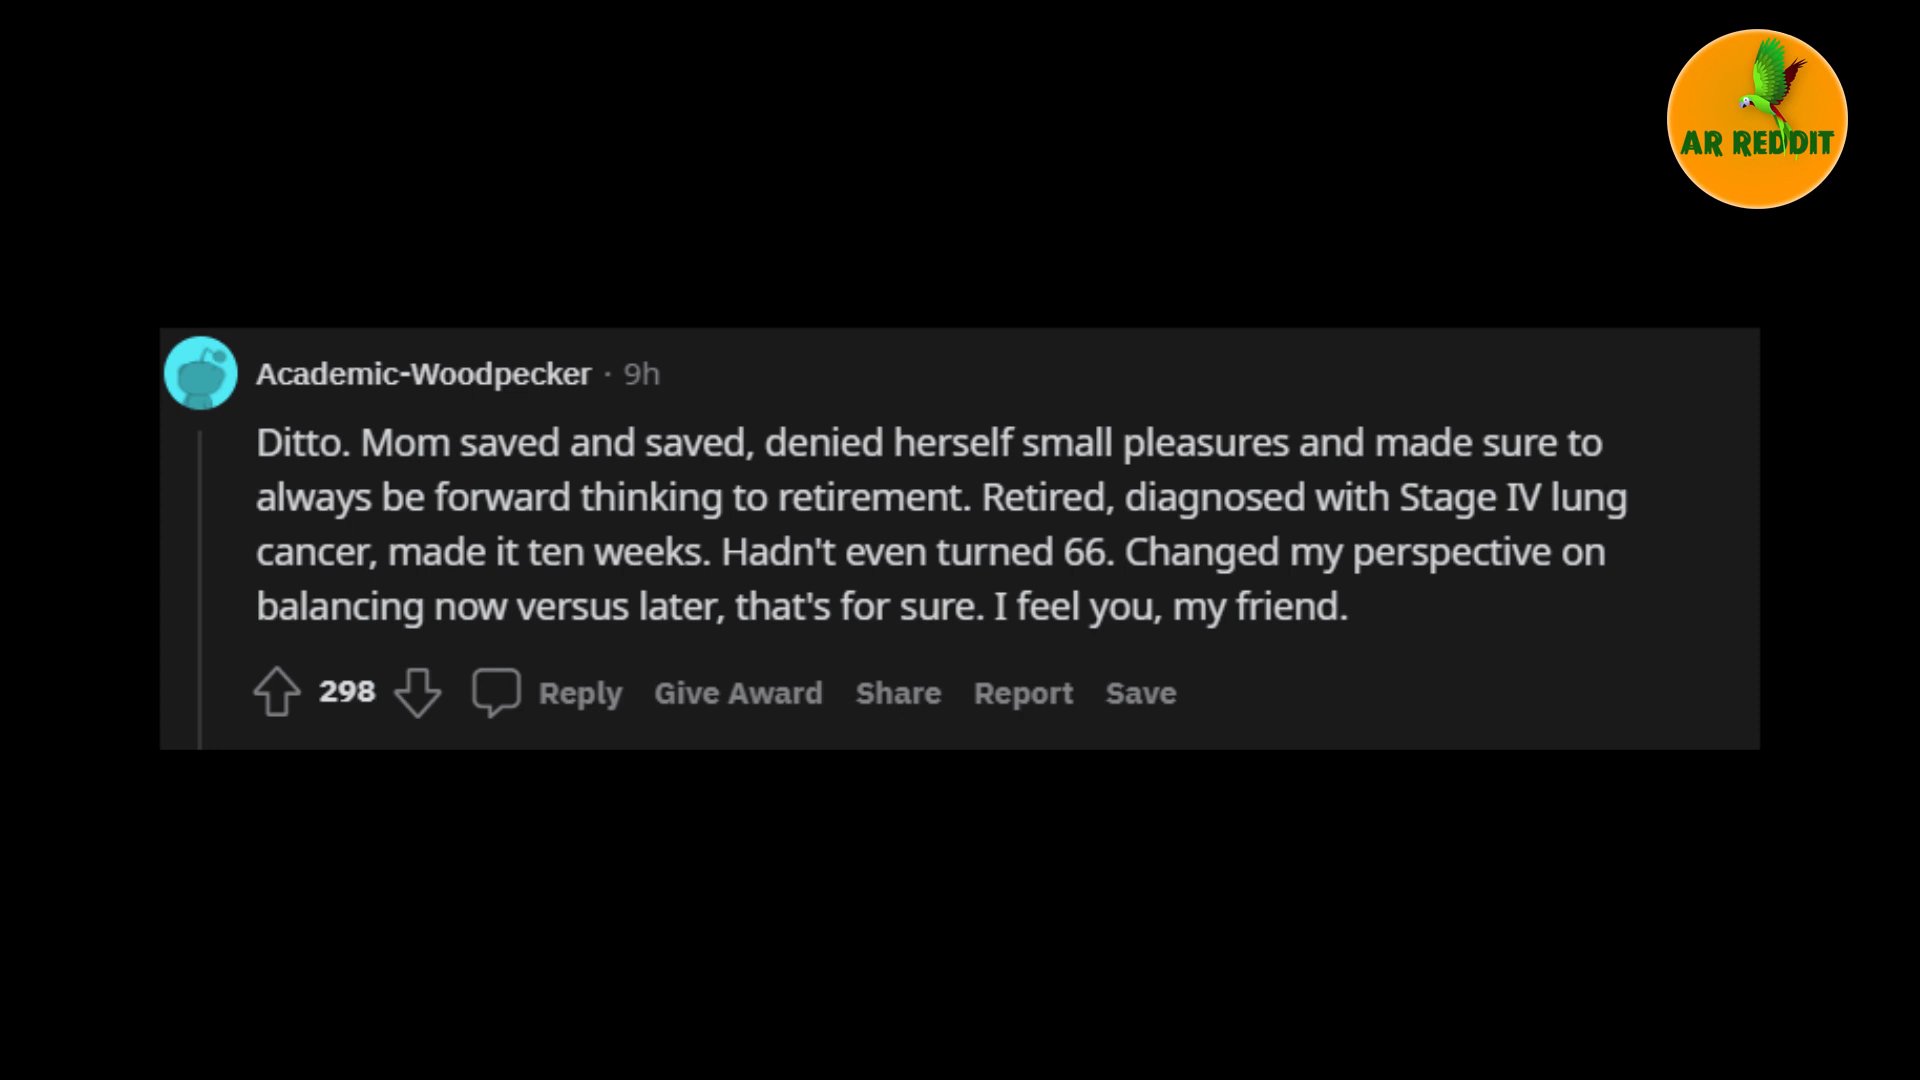 AR REDDIT
Academic-Woodpecker · 9h
Ditto. Mom saved and saved, denied herself small pleasures and made sure to
always be forward thinking to retirement. Retired, diagnosed with Stage IV lung
cancer, made it ten weeks. Hadn't even turned 66. Changed my perspective on
balancing now versus later, that's for sure. I feel you, my friend.
298 Reply Give Award Share Report Save